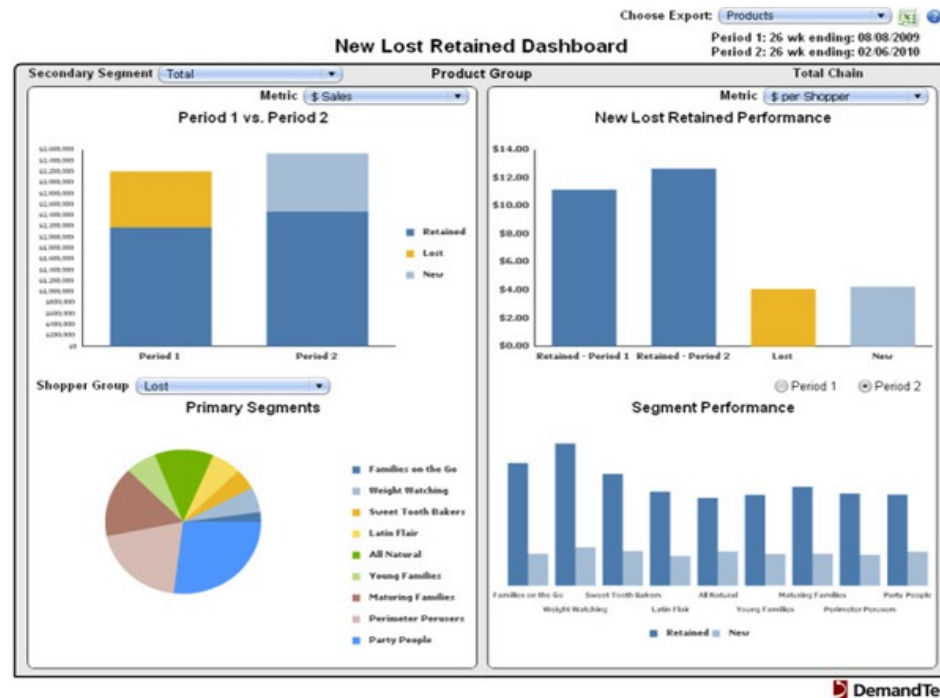 Choose Export: Products
New Lost Retained Dashboard
Period 1: 26 wk ending: 08/08/2009
Period 2: 26 wk ending: 02/06/2010
Secondary Segment Total
Product Group
Total Chain
Metric $ Sales
Period 1 vs. Period 2
$200,000
$0
Period 1
Period 2
Retained
Lost
New
Metric $ per Shopper
New Lost Retained Performance
$14.00
$12.00
$10.00
$8.00
$6.00
$4.00
$2.00
$0.00
Retained - Period 1
Retained - Period 2
Lost
New
Shopper Group Lost
Primary Segments
Families on the Go
Weight Watching
Sweet Tooth Bakers
Latin Flair
All Natural
Young Families
Maturing Families
Perimeter Perusers
Party People
Period 1
Period 2
Segment Performance
Families on the Go
Sweet Tooth Bakers
All Natural
Maturing Families
Party People
Weight Watching
Latin Flair
Young Families
Perimeter Perusers
Retained
New
DemandTe